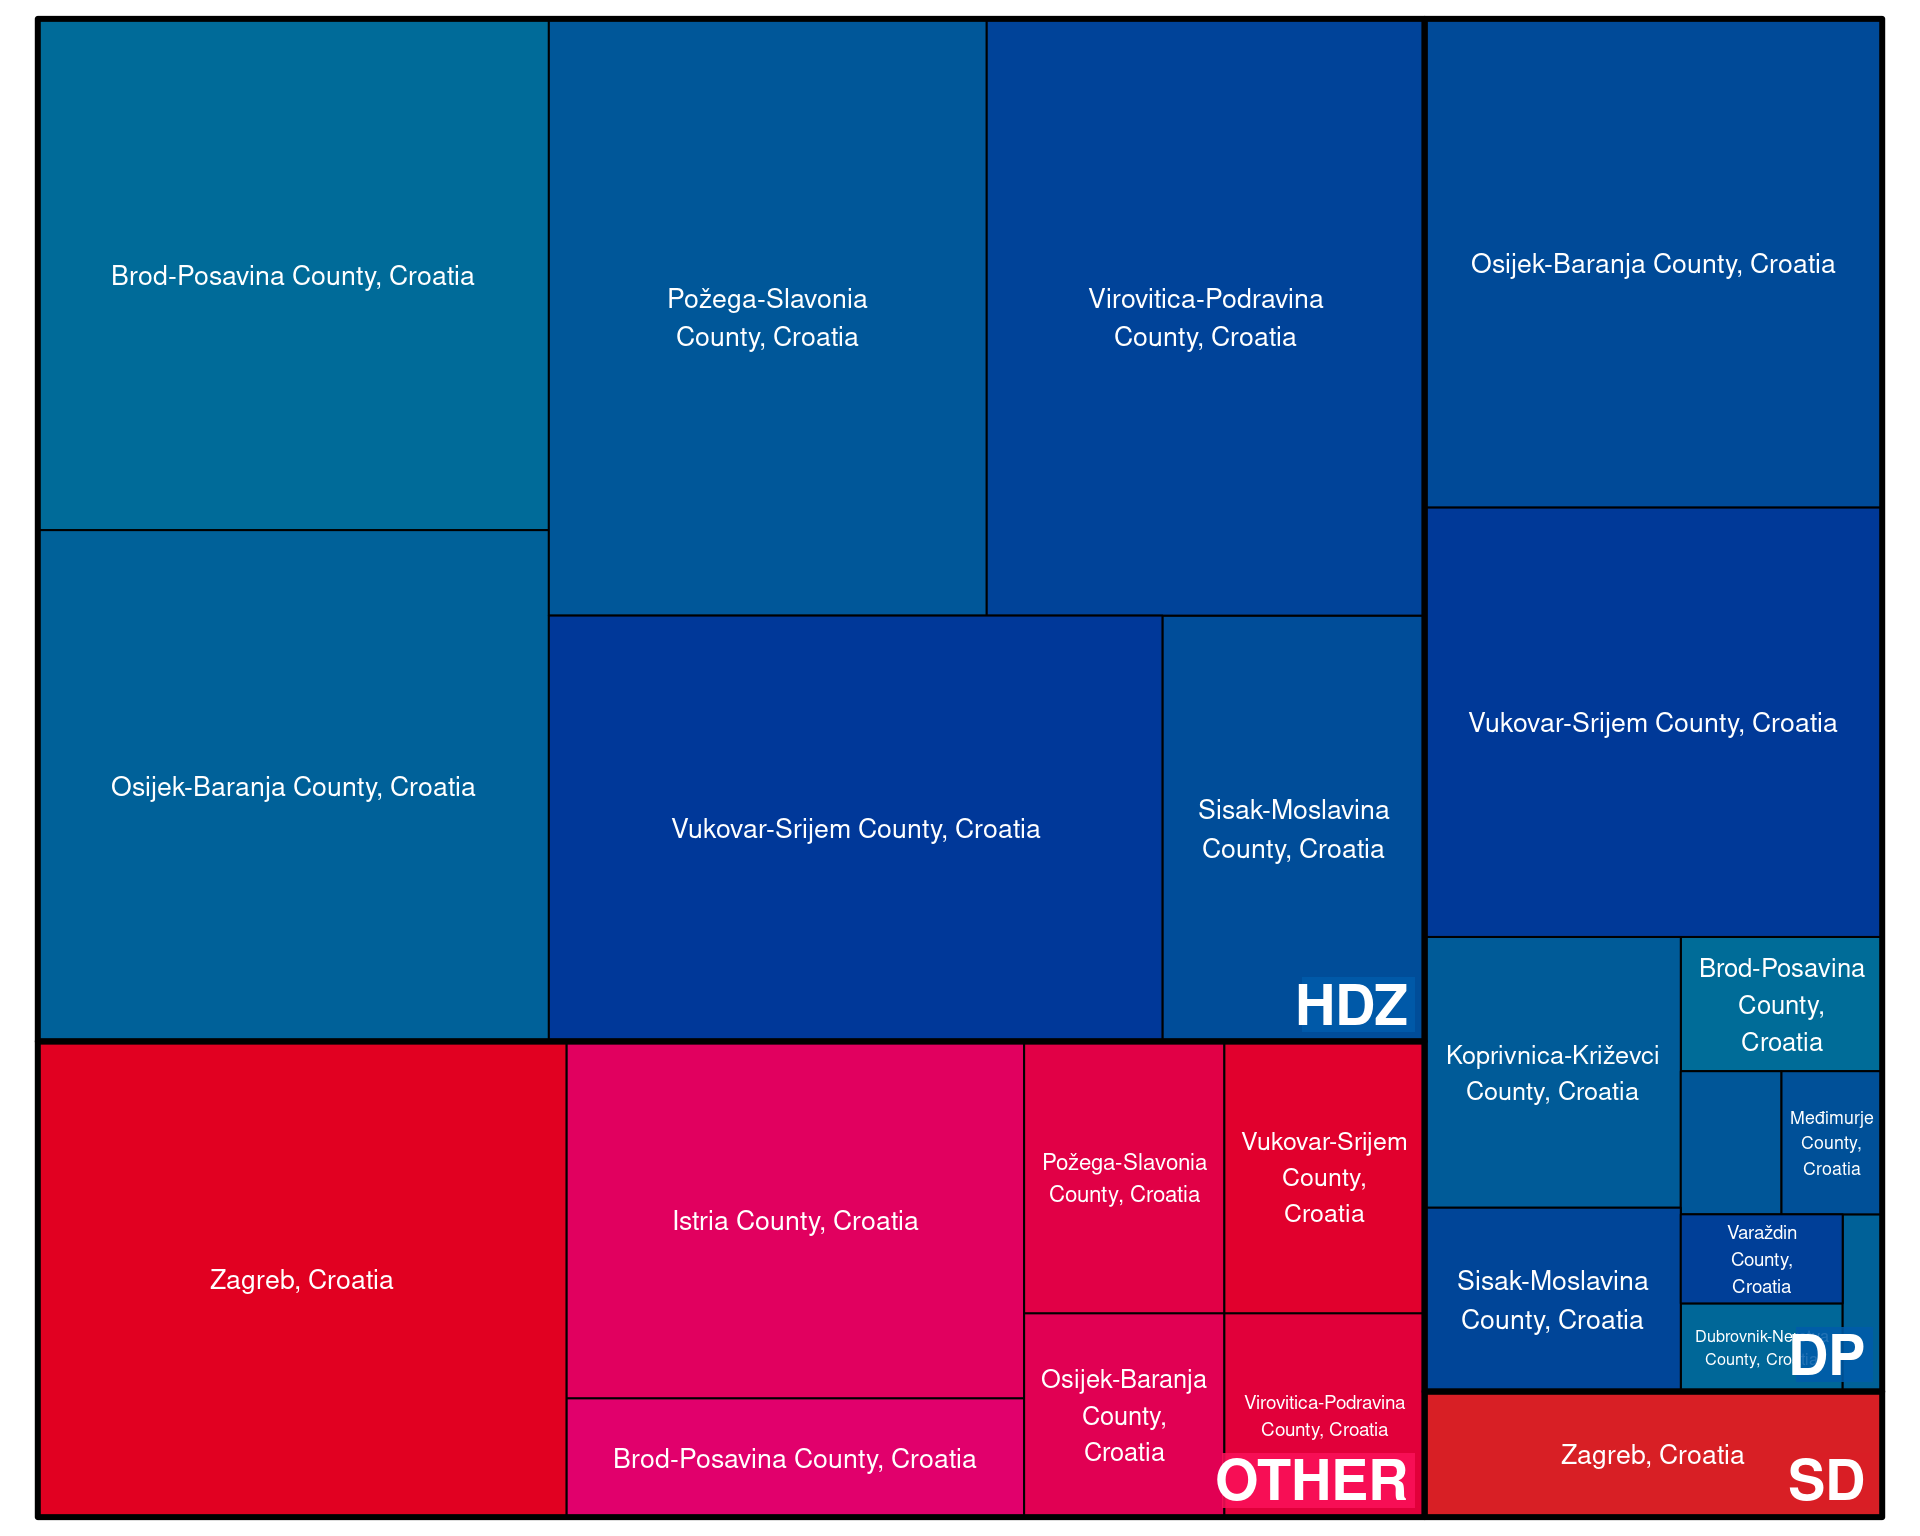 Brod-Posavina County, Croatia
Osijek-Baranja County, Croatia
Požega-Slavonia
County, Croatia
Virovitica-Podravina
County, Croatia
Vukovar-Srijem County, Croatia
Sisak-Moslavina
County, Croatia
HDZ
Osijek-Baranja County, Croatia
Vukovar-Srijem County, Croatia
Koprivnica-Križevci
County, Croatia
Brod-Posavina
County,
Croatia
Međimurje
County,
Croatia
Sisak-Moslavina
County, Croatia
Varaždin
County,
Croatia
County,
DP
Zagreb, Croatia
Istria County, Croatia
Brod-Posavina County, Croatia
Požega-Slavonia
County, Croatia
Vukovar-Srijem
County,
Croatia
Osijek-Baranja
County,
Croatia
Virovitica-Podravina
County, Croatia
OTHER
Zagreb, Croatia
SD